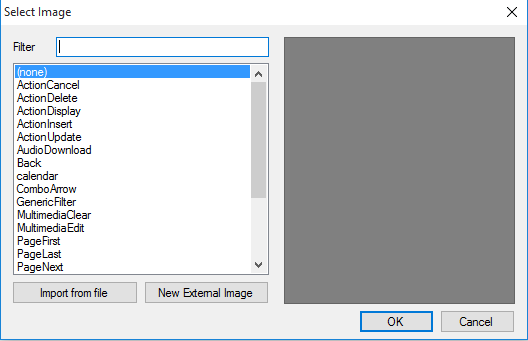 Select Image
Filter
(none)
ActionCancel
ActionDelete
ActionDisplay
ActionInsert
ActionUpdate
AudioDownload
Back
calendar
ComboArrow
GenericFilter
MultimediaClear
MultimediaEdit
PageFirst
PageLast
PageNext
Import from file
New External Image
OK
Cancel